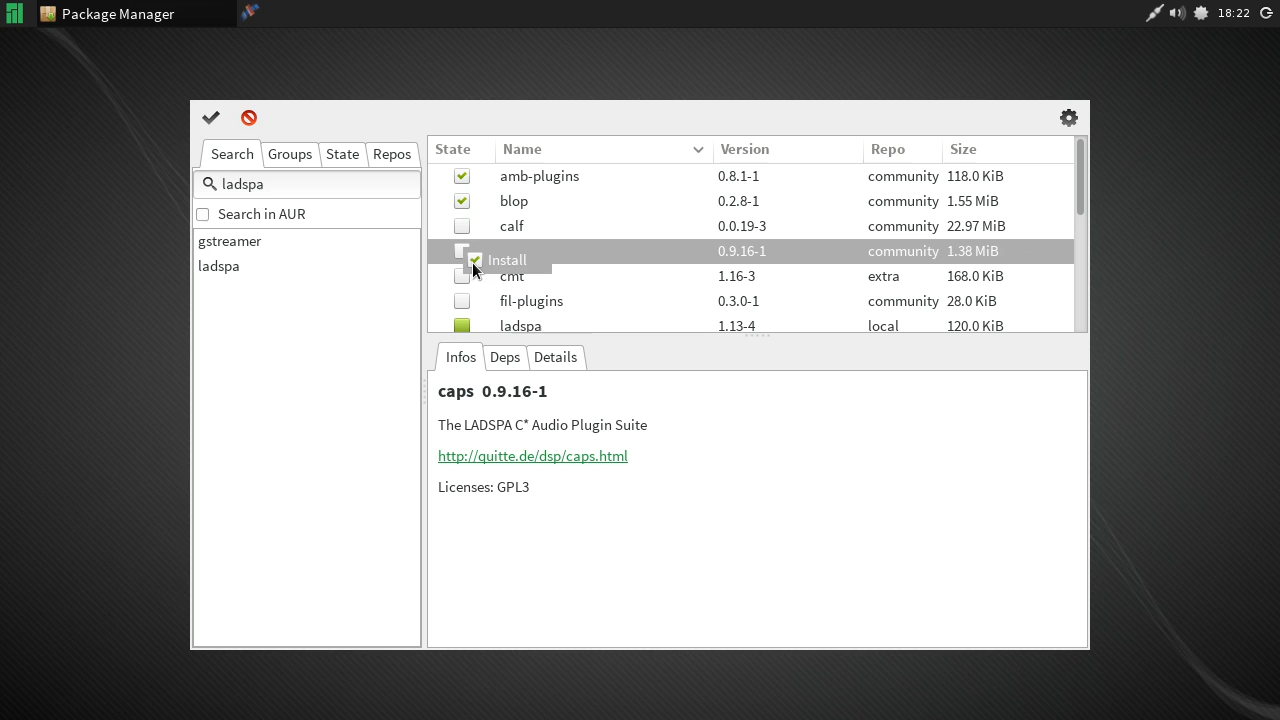 Package Manager 18:22
Search Groups State Repos
ladspa
Search in AUR
gstreamer
ladspa
State Name Version Repo Size
amb-plugins 0.8.1-1 community 118.0 KiB
blop 0.2.8-1 community 1.55 MiB
calf 0.0.19-3 community 22.97 MiB
0.9.16-1 community 1.38 MiB
Install
cmt 1.16-3 extra 168.0 KiB
fil-plugins 0.3.0-1 community 28.0 KiB
ladspa 1.13-4 local 120.0 KiB
Infos Deps Details
caps 0.9.16-1
The LADSPA C* Audio Plugin Suite
http://quitte.de/dsp/caps.html
Licenses: GPL3